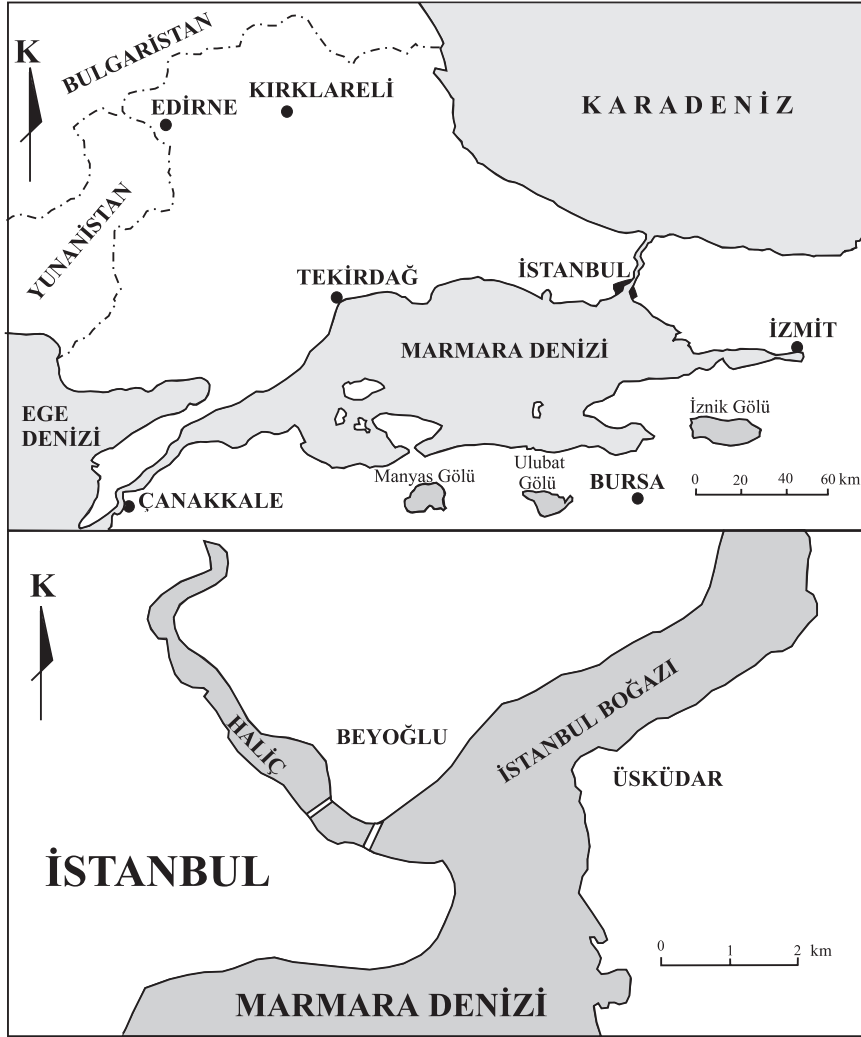 K
BULGARİSTAN
KIRKLARELİ
EDİRNE
KARADENİZ
YUNANİSTAN
TEKİRDAĞ
İSTANBUL
İZMİT
MARMARA DENİZİ
EGE
DENİZİ
İznik Gölü
Manyas Gölü
Ulubat
Gölü
BURSA
ÇANAKKALE
0 20 40 60 km
K
HALİÇ
BEYOĞLU
İSTANBUL BOĞAZI
ÜSKÜDAR
İSTANBUL
0 1 2 km
MARMARA DENİZİ